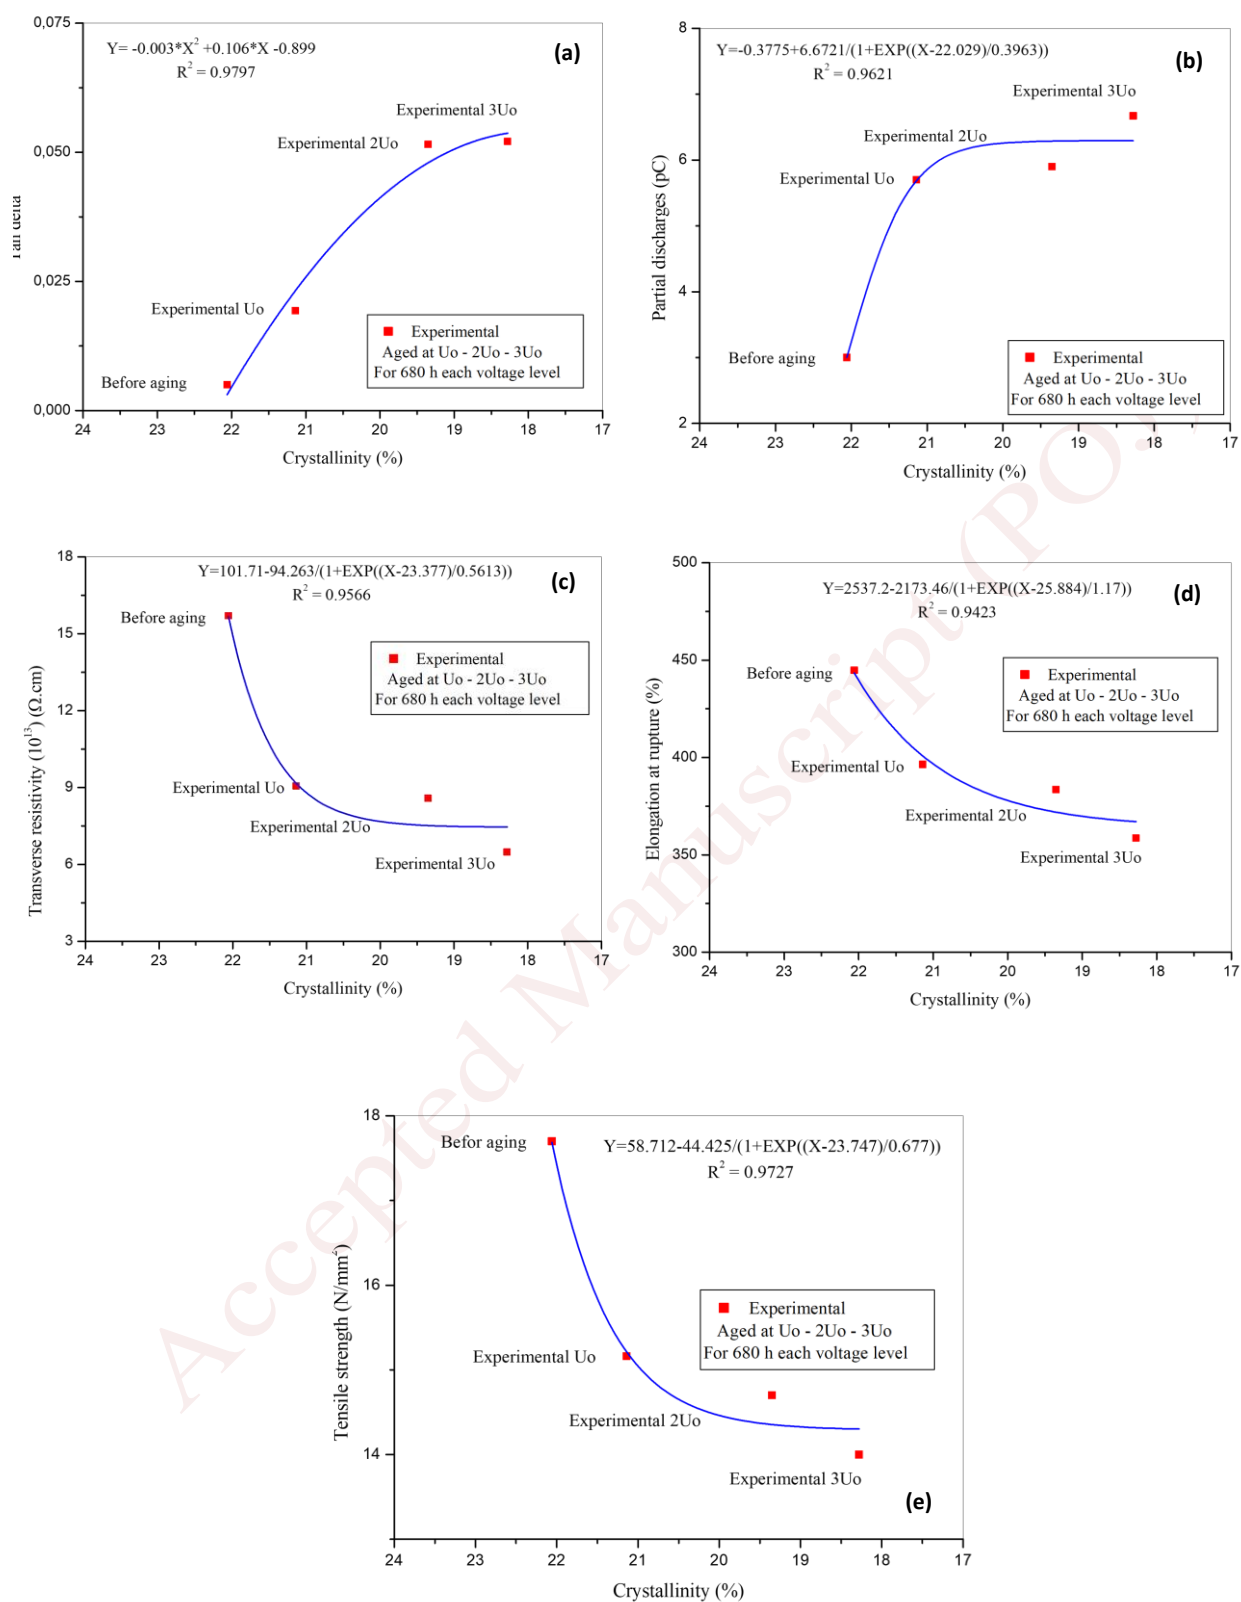 0,075
Y= -0.003*X² +0.106*X -0.899
R² = 0.9797
(a)
Experimental 3Uo
Experimental 2Uo
0,050
Tan delta
0,025
Experimental Uo
Experimental
Aged at Uo - 2Uo - 3Uo
For 680 h each voltage level
Before aging
0,000
24 23 22 21 20 19 18 17
Crystallinity (%)
8
Y=-0.3775+6.6721/(1+EXP((X-22.029)/0.3963))
R² = 0.9621
(b)
Experimental 3Uo
Experimental 2Uo
6
Experimental Uo
Partial discharges (pC)
4
Before aging
Experimental
Aged at Uo - 2Uo - 3Uo
For 680 h each voltage level
2
24 23 22 21 20 19 18 17
Crystallinity (%)
18
Y=101.71-94.263/(1+EXP((X-23.377)/0.5613))
R² = 0.9566
(c)
Before aging
15
Experimental
Aged at Uo - 2Uo - 3Uo
For 680 h each voltage level
12
Transverse resistivity (10¹³) (Ω.cm)
9
Experimental Uo
Experimental 2Uo
6
Experimental 3Uo
3
24 23 22 21 20 19 18 17
Crystallinity (%)
500
Y=2537.2-2173.46/(1+EXP((X-25.884)/1.17))
R² = 0.9423
(d)
450
Before aging
Experimental
Aged at Uo - 2Uo - 3Uo
For 680 h each voltage level
Elongation at rupture (%)
400
Experimental Uo
Experimental 2Uo
350
Experimental 3Uo
300
24 23 22 21 20 19 18 17
Crystallinity (%)
18
Befor aging
Y=58.712-44.425/(1+EXP((X-23.747)/0.677))
R² = 0.9727
16
Tensile strength (N/mm²)
Experimental
Aged at Uo - 2Uo - 3Uo
For 680 h each voltage level
Experimental Uo
Experimental 2Uo
14
Experimental 3Uo
(e)
24 23 22 21 20 19 18 17
Crystallinity (%)
Accepted Manuscript (PO